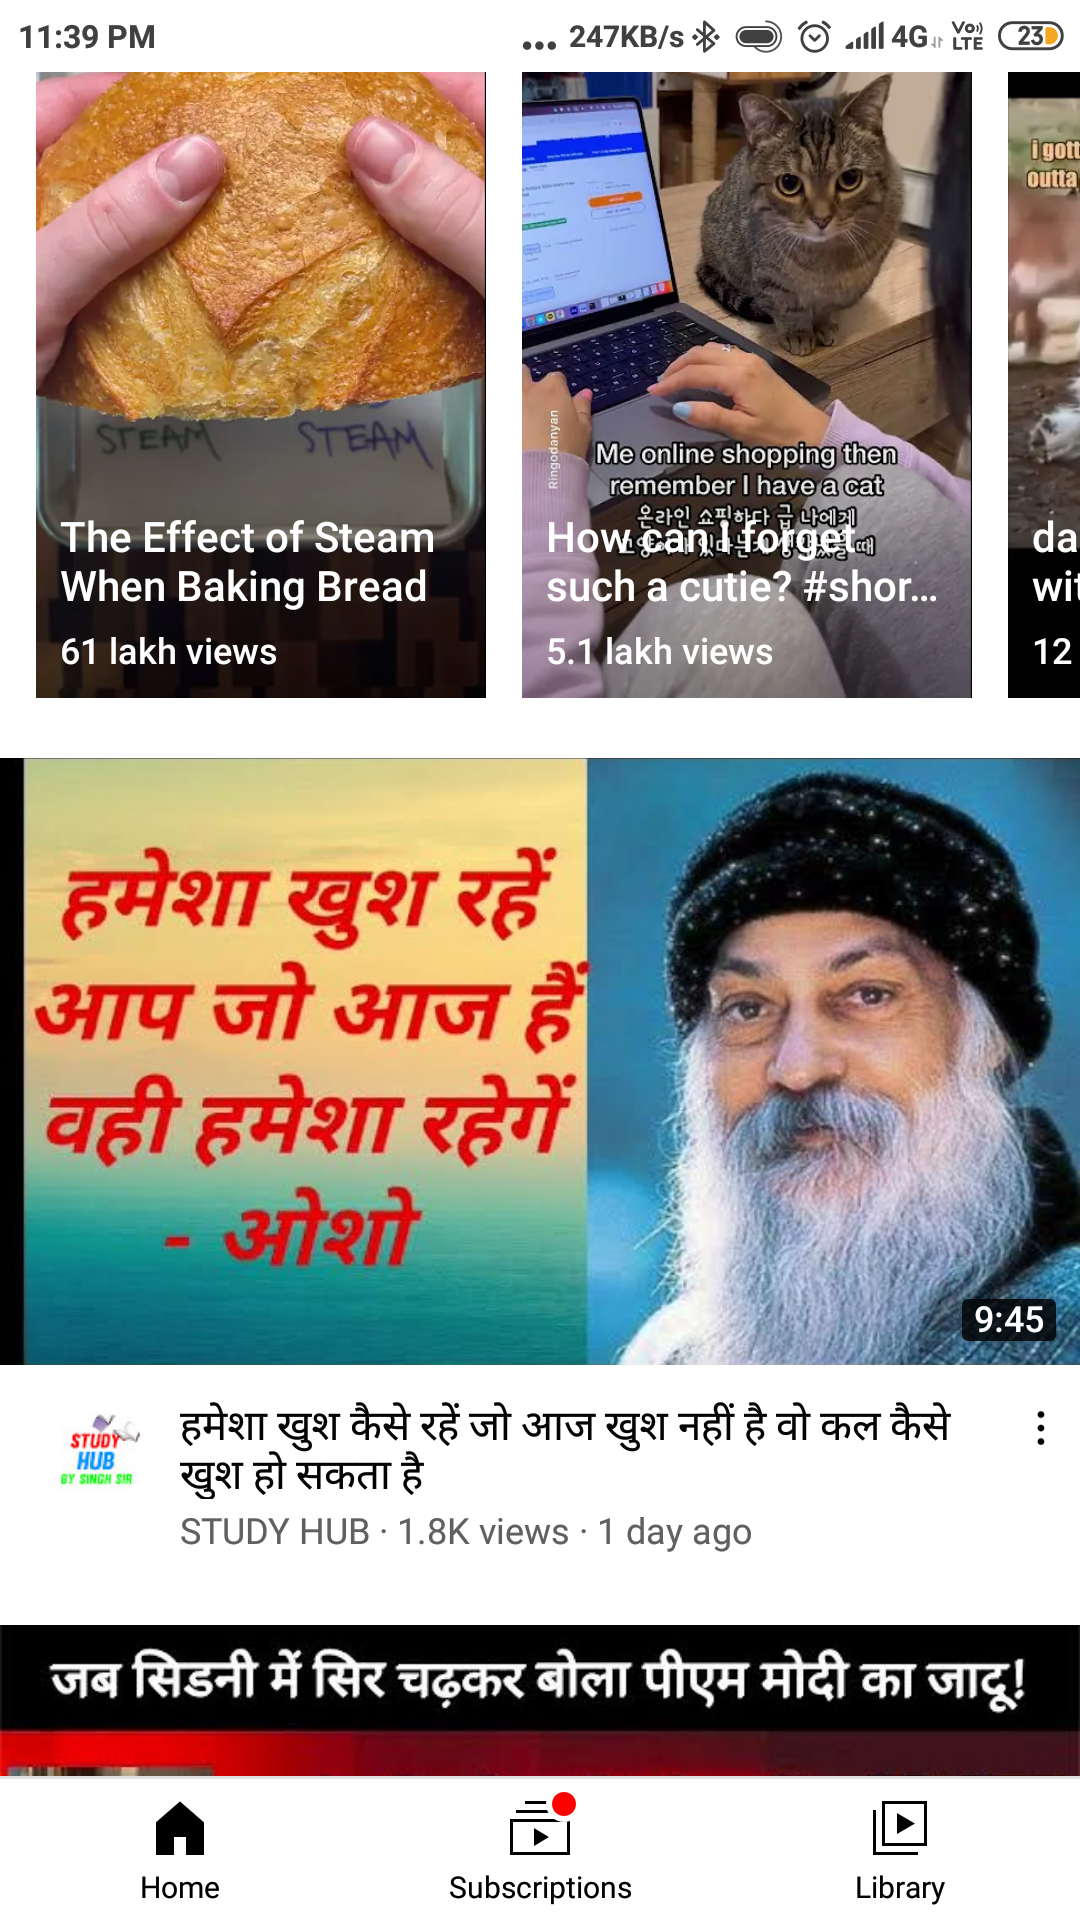 11:39 PM
... 247KB/s 4G VoLTE 23
i gott
outta
STEAM STEAM
The Effect of Steam
When Baking Bread
61 lakh views
Ringodanyan
Me online shopping then
remember I have a cat
온라인 쇼핑하다 급 나에게
How can I forget
such a cutie? #shor...
5.1 lakh views
da
wit
12
हमेशा खुश रहें
आप जो आज हैं
वही हमेशा रहेगें
- ओशो
9:45
STUDY
HUB
BY SINGH SIR
हमेशा खुश कैसे रहें जो आज खुश नहीं है वो कल कैसे
खुश हो सकता है
STUDY HUB · 1.8K views · 1 day ago
जब सिडनी में सिर चढ़कर बोला पीएम मोदी का जादू!
Home
Subscriptions
Library